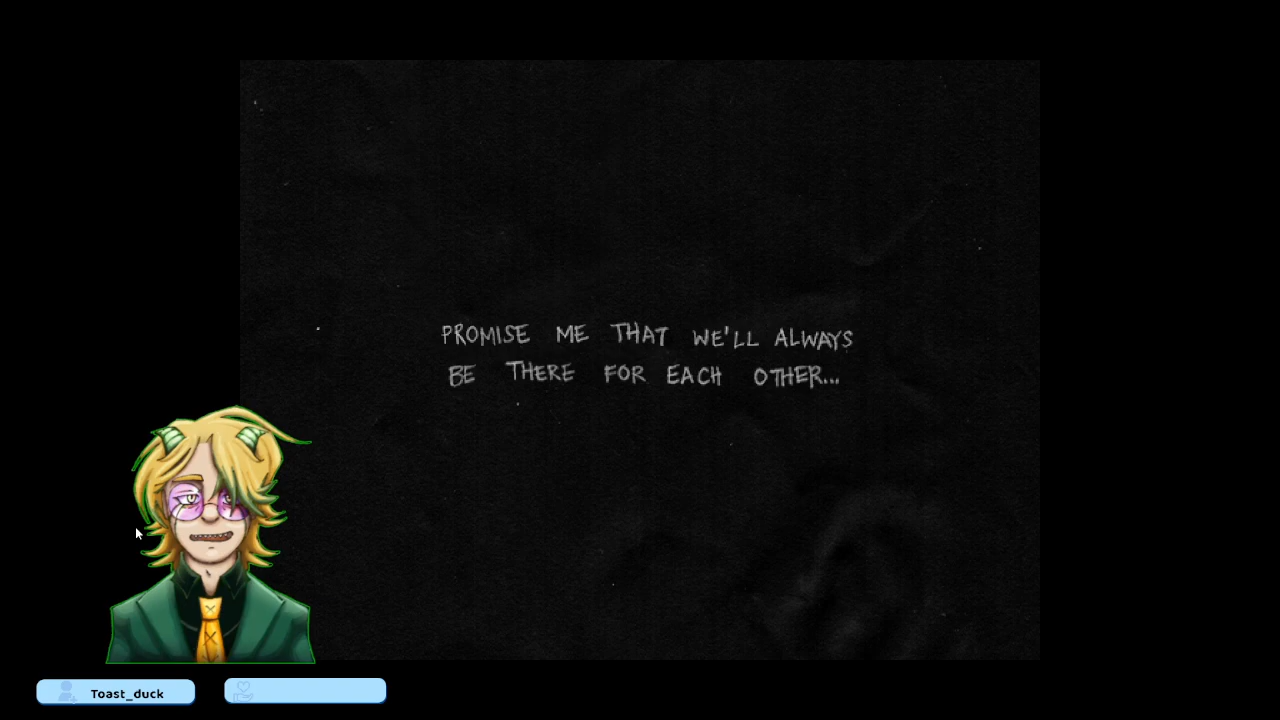 PROMISE ME THAT WE'LL ALWAYS
BE THERE FOR EACH OTHER...
Toast_duck